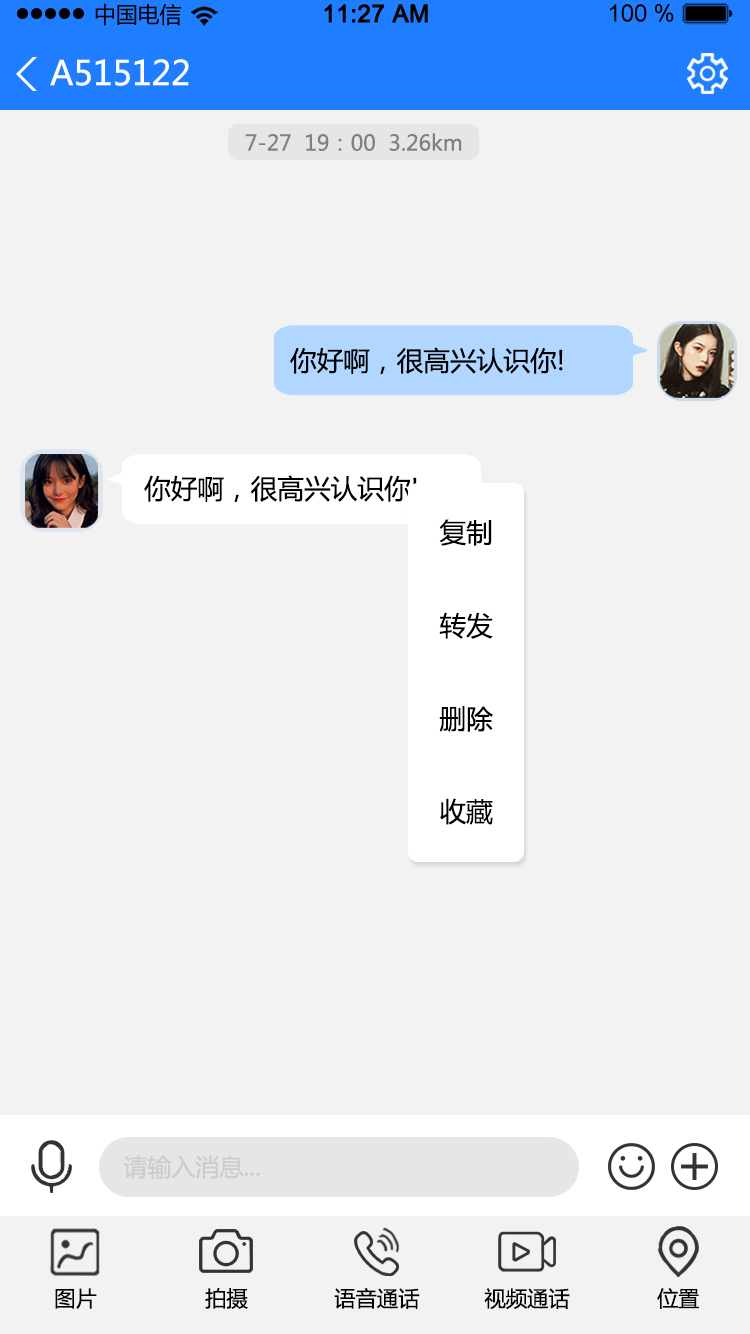 中国电信 11:27 AM 100 %
A515122
7-27 19：00 3.26km
你好啊，很高兴认识你!
你好啊，很高兴认识你!
复制
转发
删除
收藏
请输入消息...
图片 拍摄 语音通话 视频通话 位置